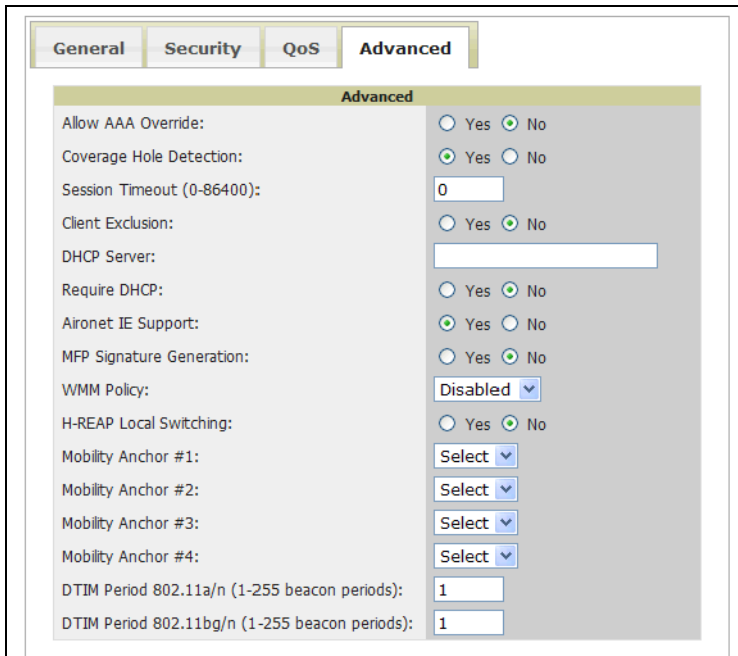 General Security QoS Advanced
Advanced
Allow AAA Override: Yes No
Coverage Hole Detection: Yes No
Session Timeout (0-86400): 0
Client Exclusion: Yes No
DHCP Server:
Require DHCP: Yes No
Aironet IE Support: Yes No
MFP Signature Generation: Yes No
WMM Policy: Disabled
H-REAP Local Switching: Yes No
Mobility Anchor #1: Select
Mobility Anchor #2: Select
Mobility Anchor #3: Select
Mobility Anchor #4: Select
DTIM Period 802.11a/n (1-255 beacon periods): 1
DTIM Period 802.11bg/n (1-255 beacon periods): 1